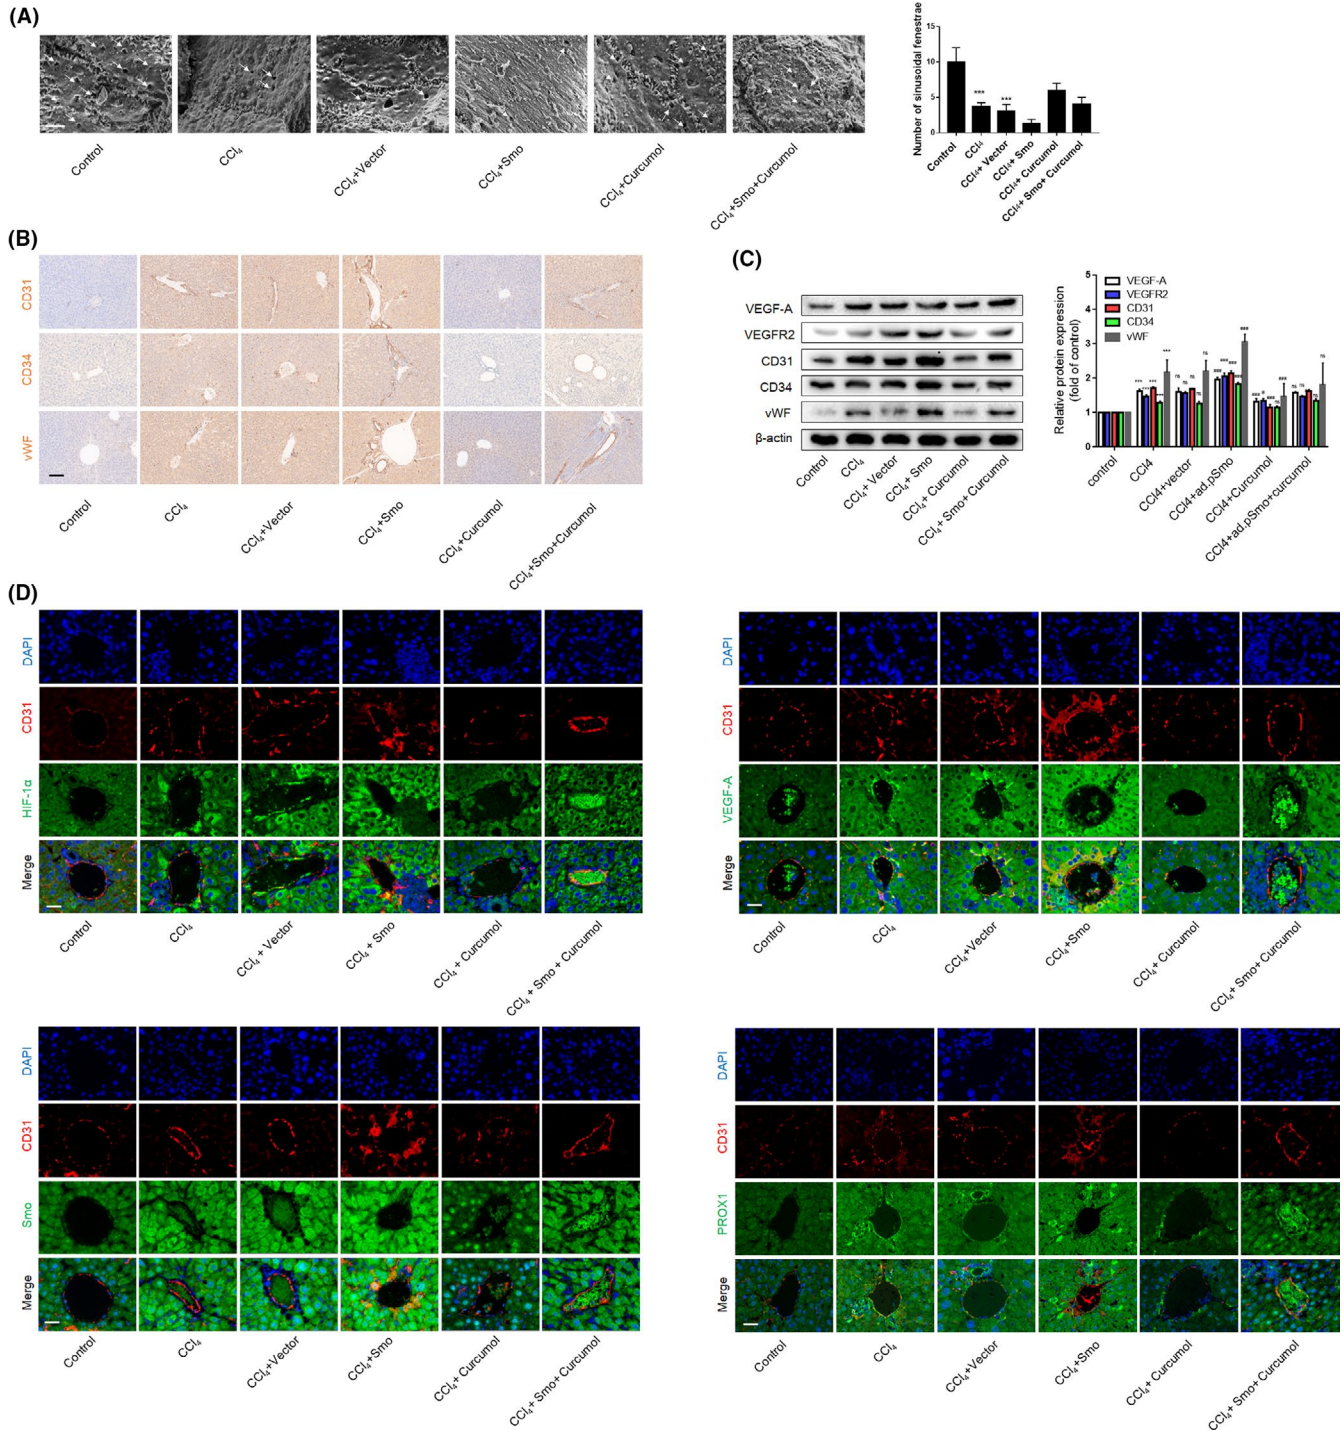 (A)
Control
CCl₄
CCl₄+Vector
CCl₄+Smo
CCl₄+Curcumol
CCl₄+Smo+Curcumol
Number of sinusoidal fenestrae
15
10
5
0
***
***
Control
CCl₄
CCl₄+ Vector
CCl₄+ Smo
CCl₄+ Curcumol
CCl₄+ Smo+ Curcumol
(B)
CD31
CD34
vWF
Control
CCl₄
CCl₄+Vector
CCl₄+Smo
CCl₄+Curcumol
CCl₄+Smo+Curcumol
(C)
VEGF-A
VEGFR2
CD31
CD34
vWF
β-actin
Control
CCl₄
CCl₄+ Vector
CCl₄+ Smo
CCl₄+ Curcumol
CCl₄+ Smo+ Curcumol
Relative protein expression
(fold of control)
5
4
3
2
1
0
VEGF-A
VEGFR2
CD31
CD34
vWF
control
CCl4
CCl4+vector
CCl4+ad.pSmo
CCl4+Curcumol
CCl4+ad.pSmo+curcumol
(D)
DAPI
CD31
HIF-1α
Merge
Control
CCl₄
CCl₄ + Vector
CCl₄ + Smo
CCl₄ + Curcumol
CCl₄ + Smo + Curcumol
DAPI
CD31
VEGF-A
Merge
Control
CCl₄
CCl₄+Vector
CCl₄+Smo
CCl₄+ Curcumol
CCl₄+ Smo+ Curcumol
DAPI
CD31
Smo
Merge
Control
CCl₄
CCl₄+Vector
CCl₄+Smo
CCl₄+ Curcumol
CCl₄+ Smo+ Curcumol
DAPI
CD31
PROX1
Merge
Control
CCl₄
CCl₄+Vector
CCl₄+Smo
CCl₄+ Curcumol
CCl₄+ Smo+ Curcumol